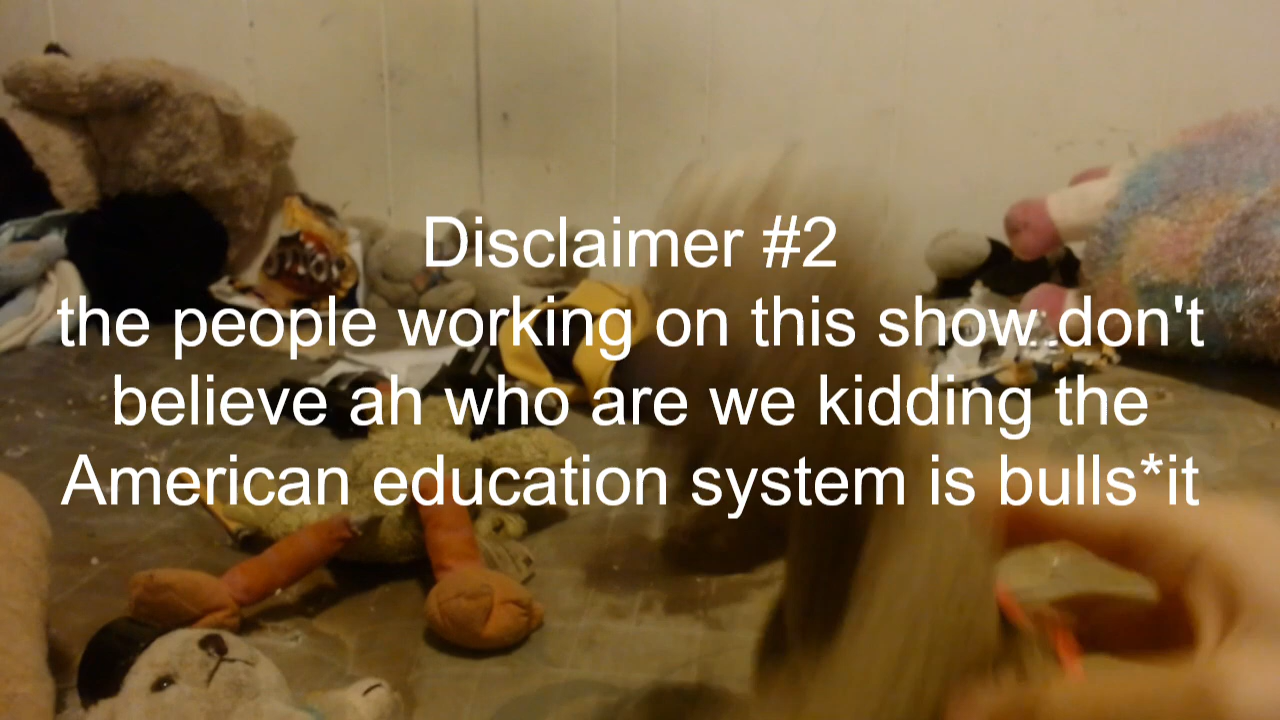 Disclaimer #2
the people working on this show don't
believe ah who are we kidding the
American education system is bulls*it